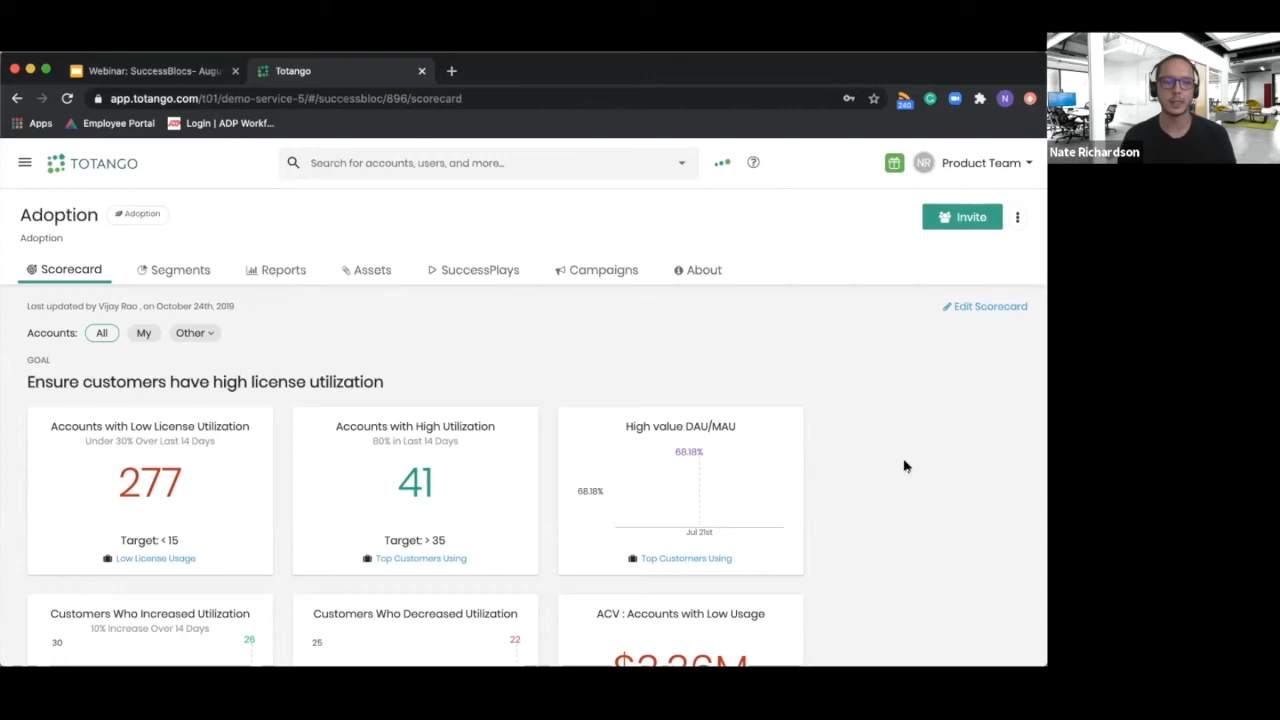 Webinar: SuccessBlocs- Augu
Totango
app.totango.com/t01/demo-service-5/#/successbloc/896/scorecard
240
N
Apps
Employee Portal
Login | ADP Workf...
Nate Richardson
TOTANGO
Search for accounts, users, and more...
NR
Product Team
Adoption
Adoption
Invite
Adoption
Scorecard
Segments
Reports
Assets
SuccessPlays
Campaigns
About
Last updated by Vijay Rao , on October 24th, 2019
Edit Scorecard
Accounts:
All
My
Other
GOAL
Ensure customers have high license utilization
Accounts with Low License Utilization
Under 30% Over Last 14 Days
277
Target: < 15
Low License Usage
Accounts with High Utilization
80% in Last 14 Days
41
Target: > 35
Top Customers Using
High value DAU/MAU
68.18%
68.18%
Jul 21st
Top Customers Using
Customers Who Increased Utilization
10% Increase Over 14 Days
30
26
Customers Who Decreased Utilization
25
22
ACV : Accounts with Low Usage
$3.36M